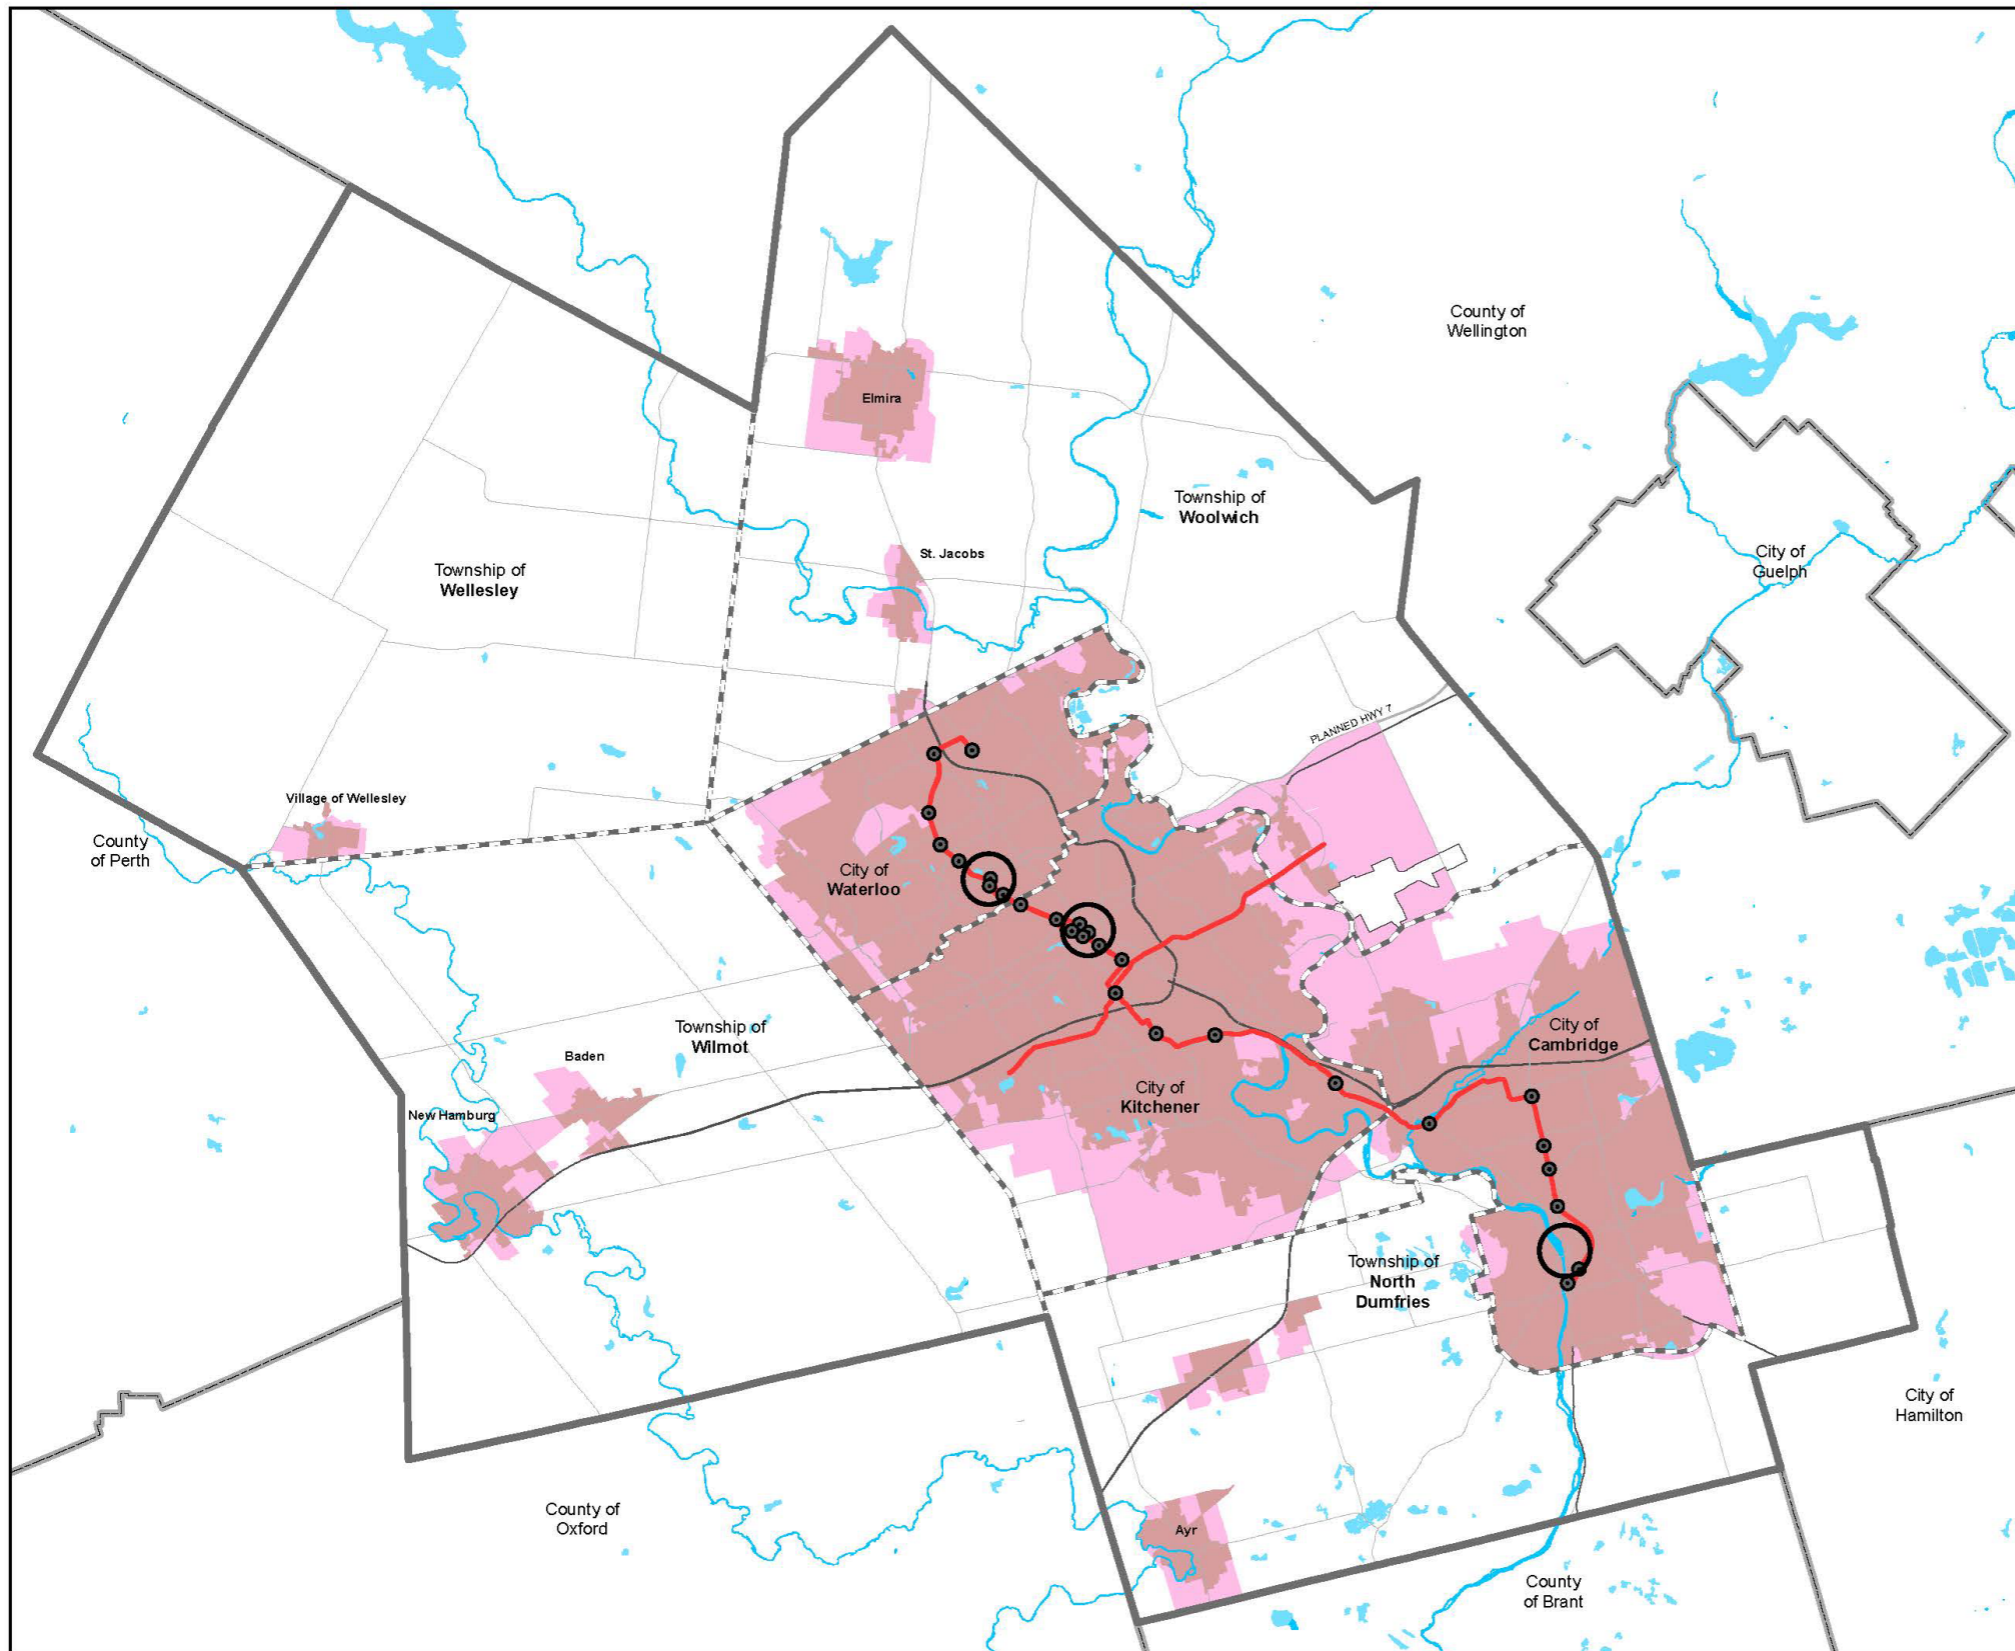 County of
Wellington
Elmira
Township of
Woolwich
St. Jacobs
City of
Guelph
Township of
Wellesley
PLANNED HWY 7
Village of Wellesley
County
of Perth
City of
Waterloo
Township of
Wilmot
City of
Cambridge
Baden
City of
Kitchener
New Hamburg
Township of
North
Dumfries
City of
Hamilton
County of
Oxford
Ayr
County
of Brant